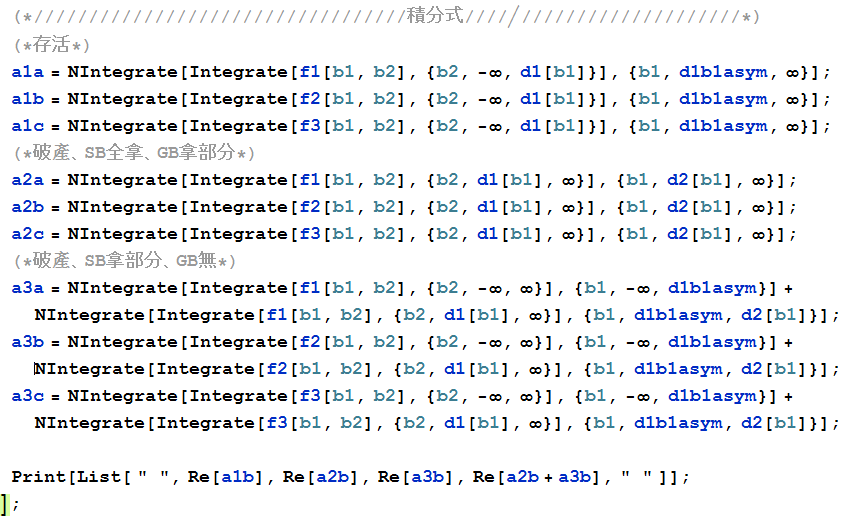 (*//////////////////////////////////積分式/////////////////////////*)
(*存活*)
a1a = NIntegrate[Integrate[f1[b1, b2], {b2, -∞, d1[b1]}], {b1, d1b1asym, ∞}];
a1b = NIntegrate[Integrate[f2[b1, b2], {b2, -∞, d1[b1]}], {b1, d1b1asym, ∞}];
a1c = NIntegrate[Integrate[f3[b1, b2], {b2, -∞, d1[b1]}], {b1, d1b1asym, ∞}];
(*破產、SB全拿、GB拿部分*)
a2a = NIntegrate[Integrate[f1[b1, b2], {b2, d1[b1], ∞}], {b1, d2[b1], ∞}];
a2b = NIntegrate[Integrate[f2[b1, b2], {b2, d1[b1], ∞}], {b1, d2[b1], ∞}];
a2c = NIntegrate[Integrate[f3[b1, b2], {b2, d1[b1], ∞}], {b1, d2[b1], ∞}];
(*破產、SB拿部分、GB無*)
a3a = NIntegrate[Integrate[f1[b1, b2], {b2, -∞, ∞}], {b1, -∞, d1b1asym}] +
NIntegrate[Integrate[f1[b1, b2], {b2, d1[b1], ∞}], {b1, d1b1asym, d2[b1]}];
a3b = NIntegrate[Integrate[f2[b1, b2], {b2, -∞, ∞}], {b1, -∞, d1b1asym}] +
NIntegrate[Integrate[f2[b1, b2], {b2, d1[b1], ∞}], {b1, d1b1asym, d2[b1]}];
a3c = NIntegrate[Integrate[f3[b1, b2], {b2, -∞, ∞}], {b1, -∞, d1b1asym}] +
NIntegrate[Integrate[f3[b1, b2], {b2, d1[b1], ∞}], {b1, d1b1asym, d2[b1]}];
Print[List[" ", Re[a1b], Re[a2b], Re[a3b], Re[a2b + a3b], " "]];
];